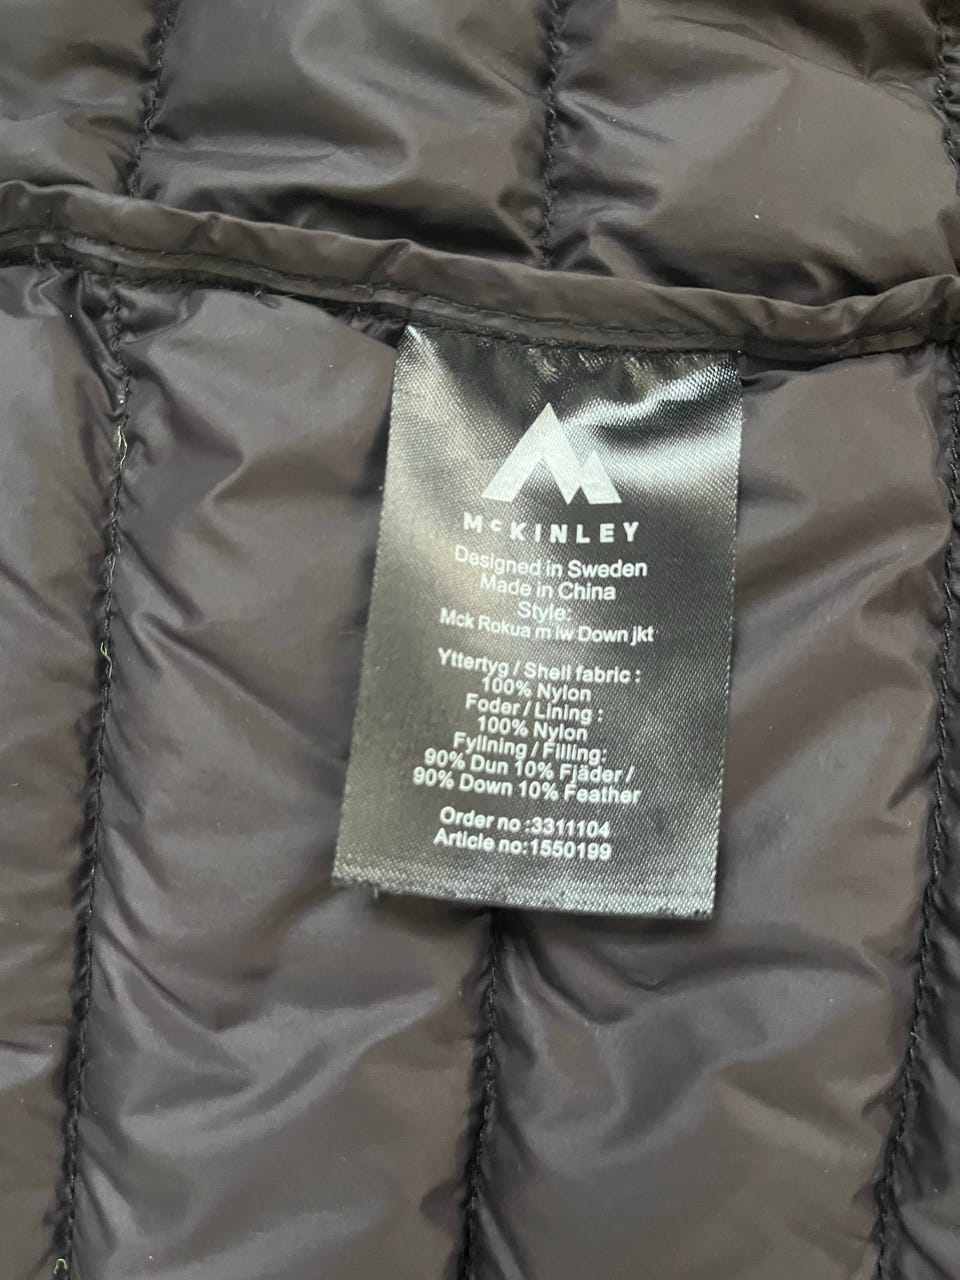 McKINLEY
Designed in Sweden
Made in China
Style:
Mck Rokua m lw Down jkt
Yttertyg / Shell fabric :
100% Nylon
Foder / Lining :
100% Nylon
Fyllning / Filling:
90% Dun 10% Fjäder /
90% Down 10% Feather
Order no :3311104
Article no:1550199